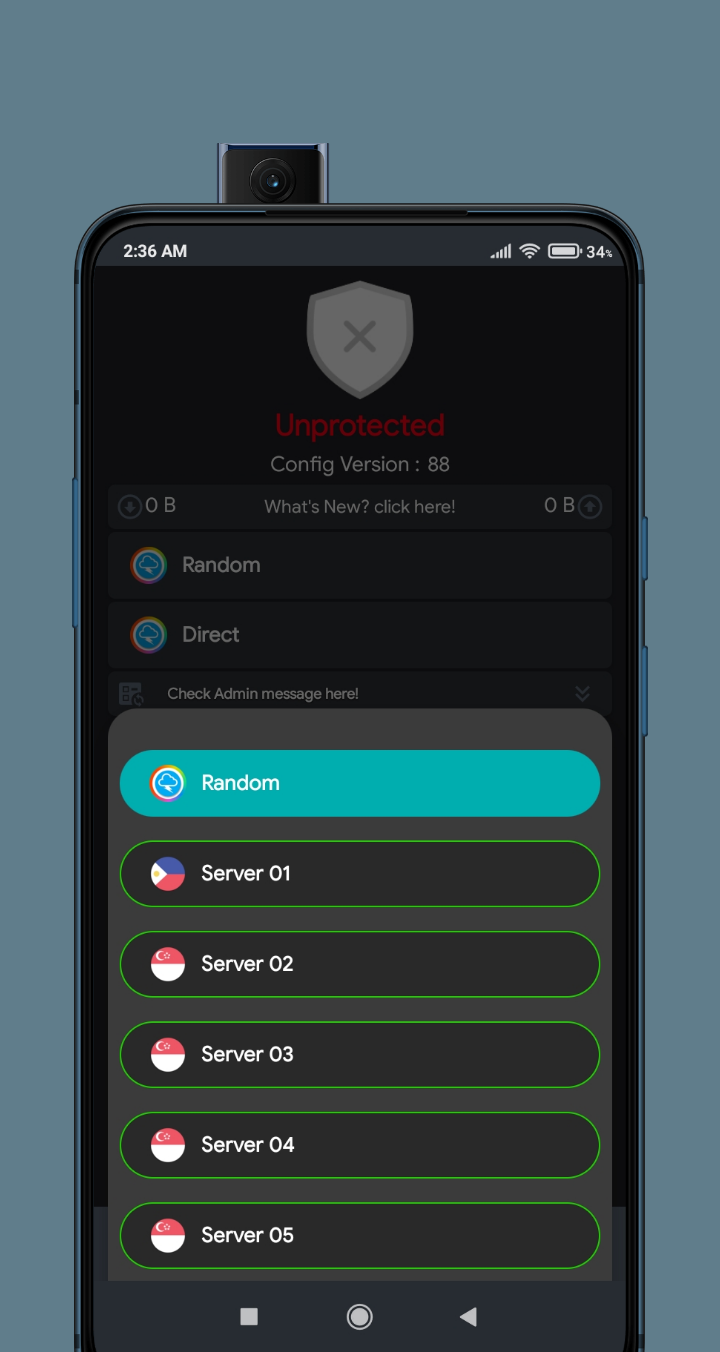 2:36 AM 34%
Unprotected
Config Version : 88
0 B What's New? click here! 0 B
Random
Direct
Check Admin message here!
Random
Server 01
Server 02
Server 03
Server 04
Server 05